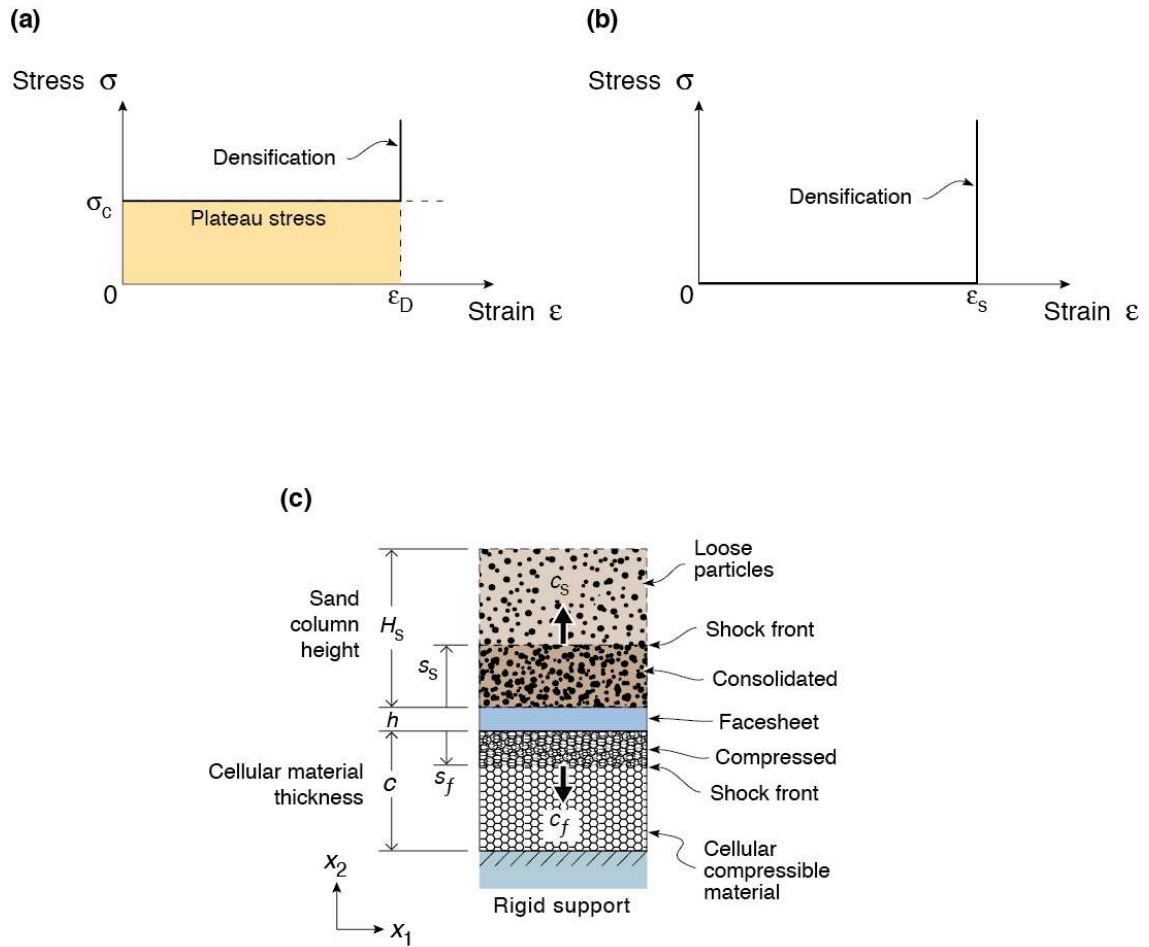 (a)
Stress σ
Densification
σc
Plateau stress
0
εD
Strain ε
(b)
Stress σ
Densification
0
εs
Strain ε
(c)
Sand
column
height
Hs
ss
h
Cellular material
thickness
c
sf
cs
cf
Loose
particles
Shock front
Consolidated
Facesheet
Compressed
Shock front
Cellular
compressible
material
Rigid support
x2
x1